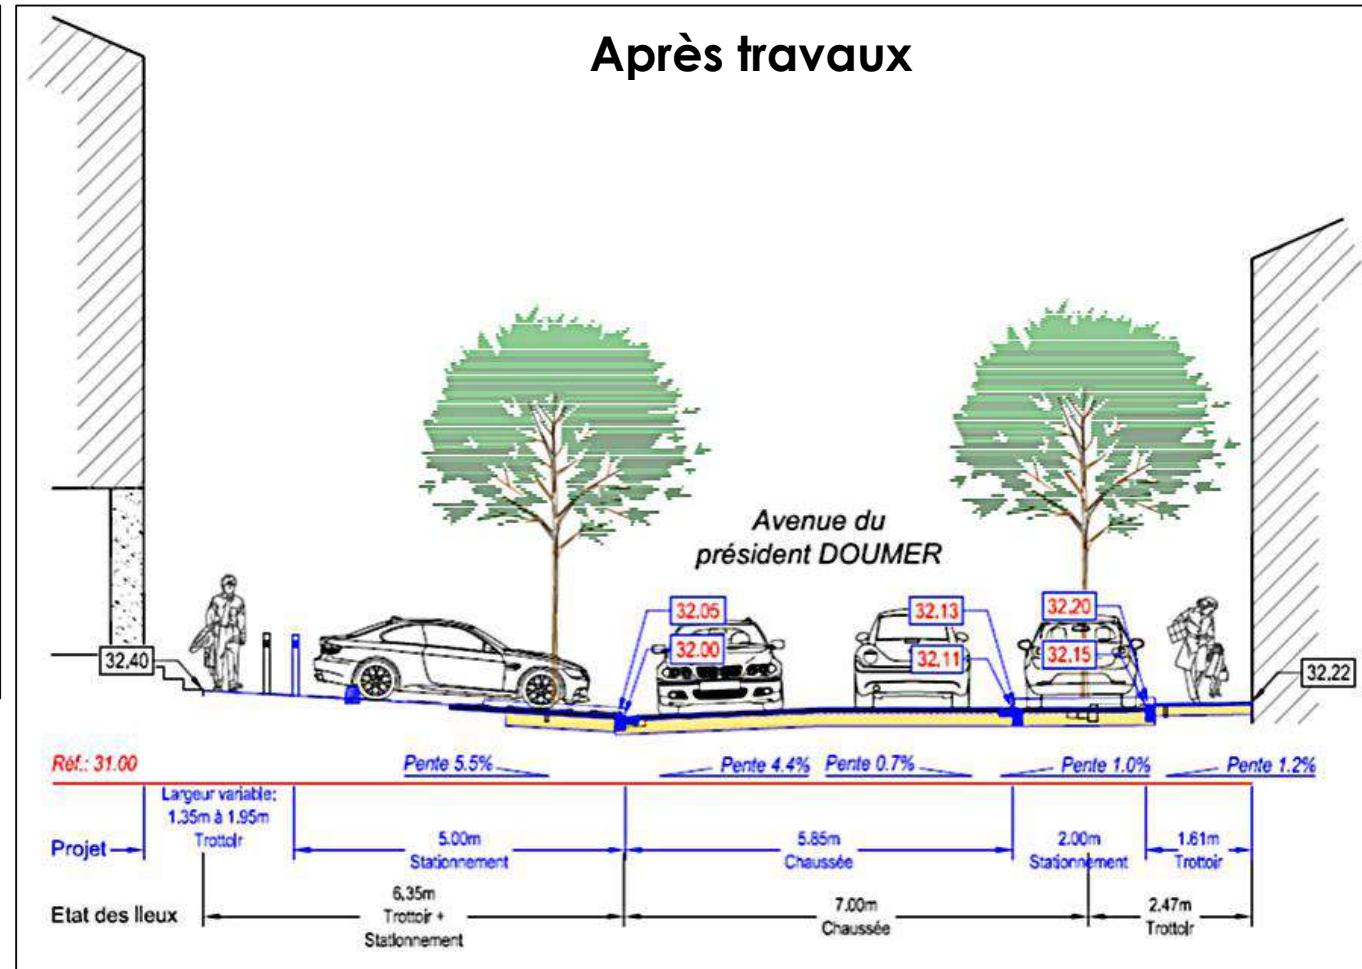 Après travaux
Avenue du
président DOUMER
32.05
32.13
32.20
32.00
32.11
32.15
32.40
32.22
Réf.: 31.00
Pente 5.5%
Pente 4.4%
Pente 0.7%
Pente 1.0%
Pente 1.2%
Largeur variable:
1.35m à 1.95m
Trottoir
Projet
5.00m
Stationnement
5.85m
Chaussée
2.00m
Stationnement
1.61m
Trottoir
Etat des lieux
6.35m
Trottoir +
Stationnement
7.00m
Chaussée
2.47m
Trottoir